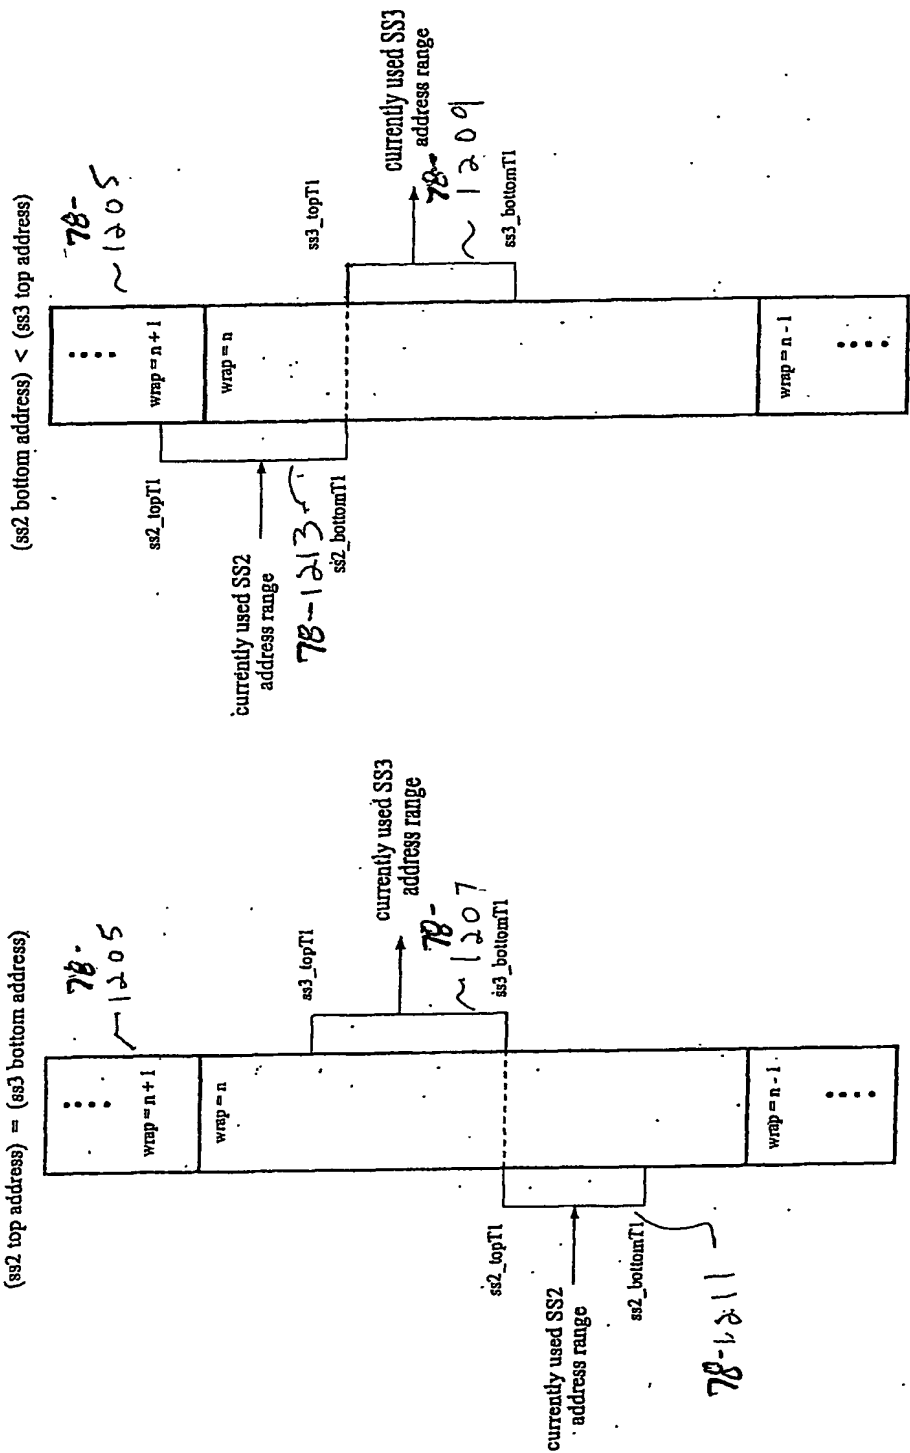 (ss2 top address) = (ss3 bottom address)
78-
1205
wrap = n + 1
wrap = n
ss3_topT1
currently used SS3
address range
78-
1207
ss3_bottomT1
ss2_topT1
currently used SS2
address range
ss2_bottomT1
78-1211
wrap = n - 1
(ss2 bottom address) < (ss3 top address)
78-
1205
wrap = n + 1
ss2_topT1
wrap = n
currently used SS2
address range
78-1213
ss2_bottomT1
ss3_topT1
currently used SS3
address range
78-
1209
ss3_bottomT1
wrap = n - 1